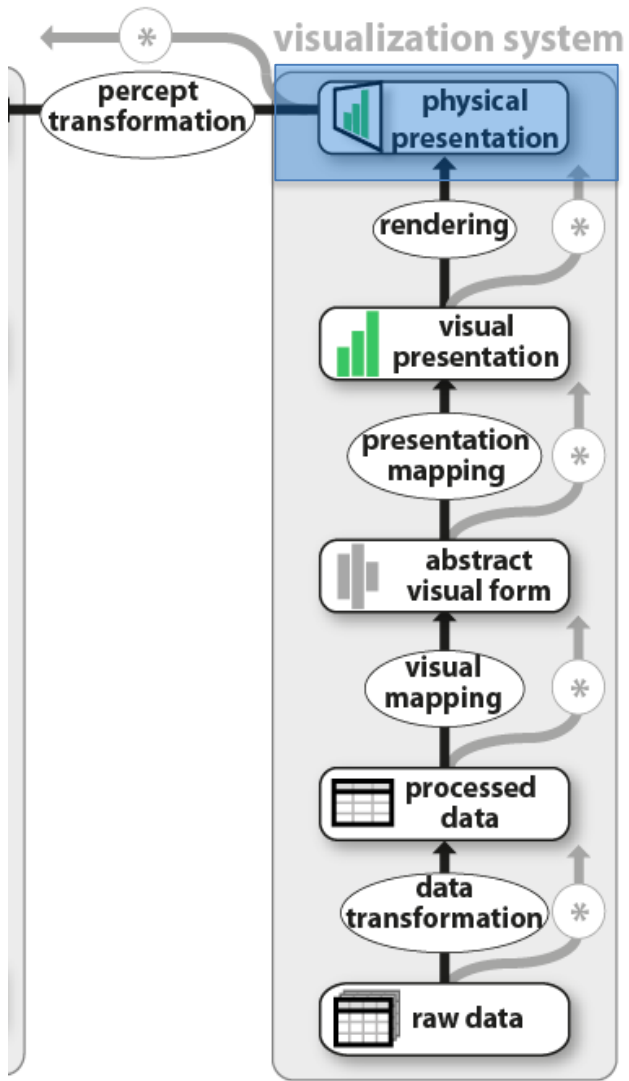 *
visualization system
percept
transformation
physical
presentation
rendering
*
visual
presentation
presentation
mapping
*
abstract
visual form
visual
mapping
*
processed
data
data
transformation
*
raw data